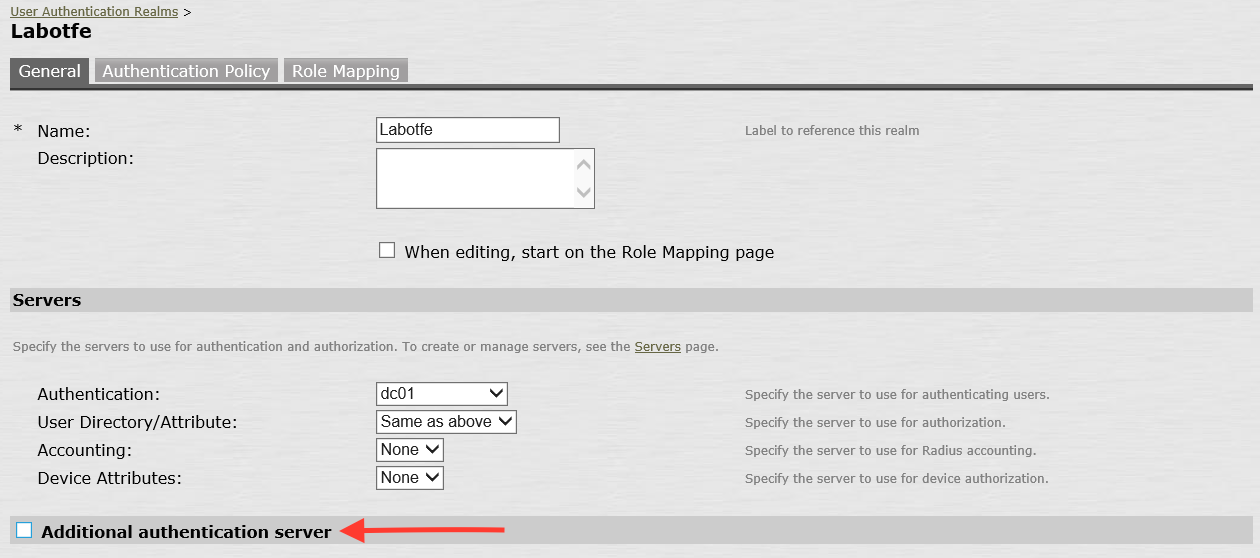 User Authentication Realms >
Labotfe
General Authentication Policy Role Mapping
* Name: Labotfe Label to reference this realm
Description:
When editing, start on the Role Mapping page
Servers
Specify the servers to use for authentication and authorization. To create or manage servers, see the Servers page.
Authentication: dc01 Specify the server to use for authenticating users.
User Directory/Attribute: Same as above Specify the server to use for authorization.
Accounting: None Specify the server to use for Radius accounting.
Device Attributes: None Specify the server to use for device authorization.
Additional authentication server